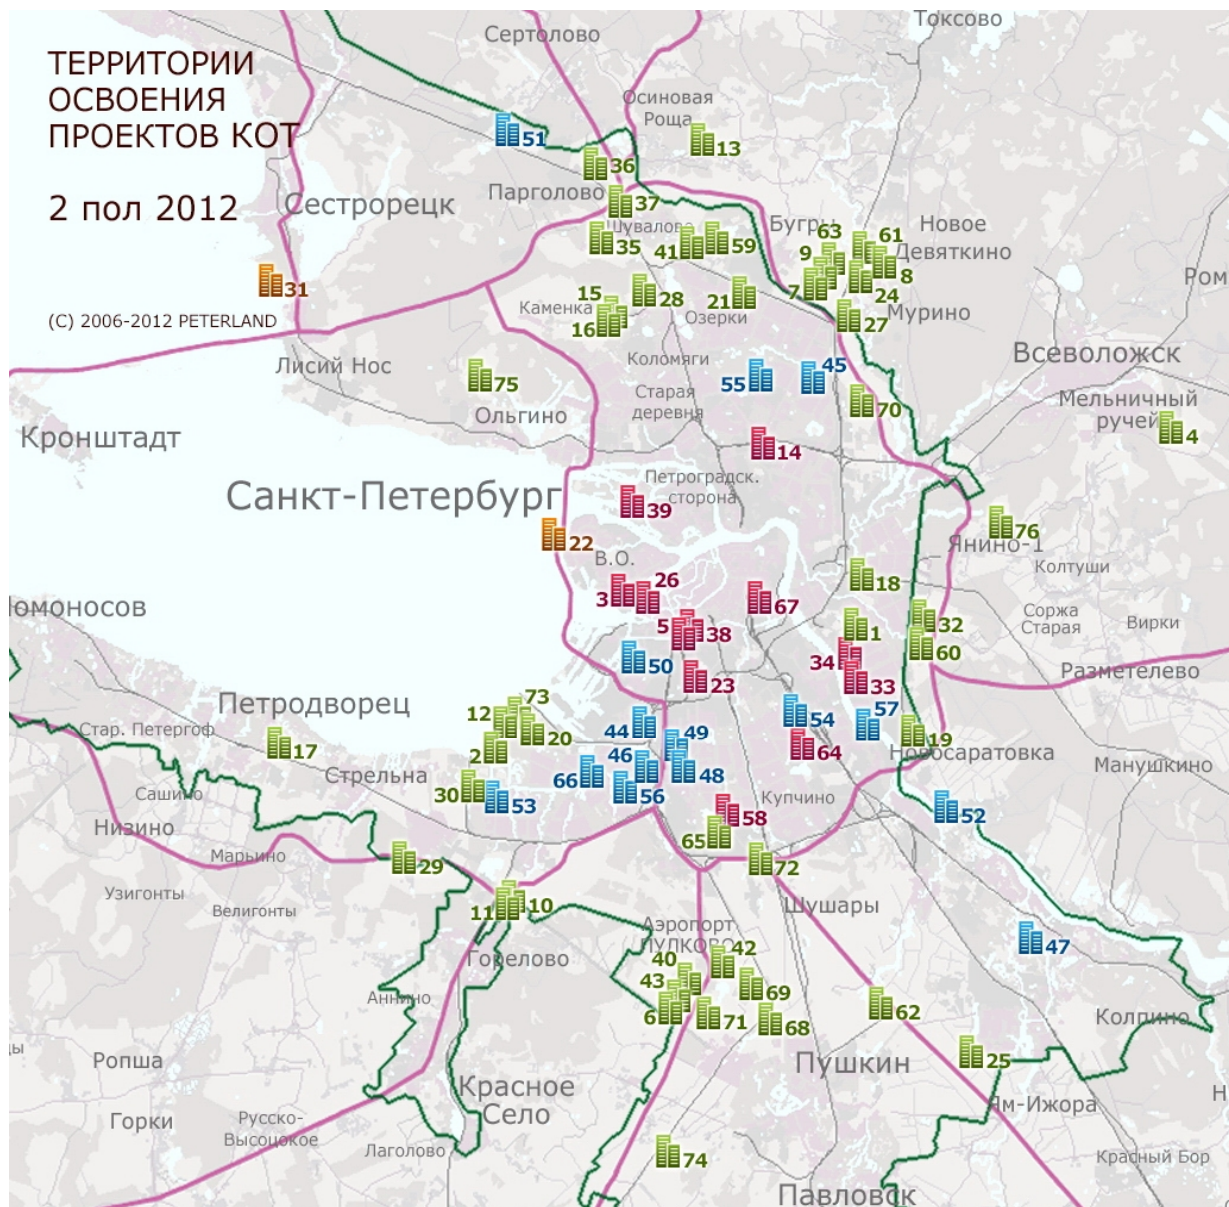 Токсово
Сертолово
ТЕРРИТОРИИ
ОСВОЕНИЯ
ПРОЕКТОВ КОТ
Осиновая
Роща
51
13
36
Парголово
2 пол 2012
Сестрорецк
37
Бугры
Новое
Девяткино
63
61
35
41
59
9
8
31
Ром
7
24
15
28
21
Каменка
Озерки
16
27
Мурино
(C) 2006-2012 PETERLAND
Лисий Нос
Коломяги
45
Всеволожск
75
55
Старая
деревня
70
Мельничный
ручей
4
Ольгино
Кронштадт
14
Петроградск.
сторона
Санкт-Петербург
39
76
22
Янино-1
В.О.
Колтуши
18
26
3
67
Соржа
Старая
Вирки
32
5
38
1
60
34
50
23
33
Разметелово
Петродворец
73
12
57
54
Стар. Петергоф
44
49
20
19
17
2
64
Новосаратовка
46
Стрельна
66
48
Манушкино
Сашино
30
53
56
Купчино
58
52
Низино
65
Марьино
29
72
Узигонты
Велигонты
11
10
Шушары
Аэропорт
ПУЛКОВО
47
Горелово
42
40
43
69
Аннино
6
71
68
62
Колпино
Ропша
Пушкин
25
Красное
Село
Ям-Ижора
Горки
Русско-
Высоцкое
Лаголово
74
Красный Бор
Павловск